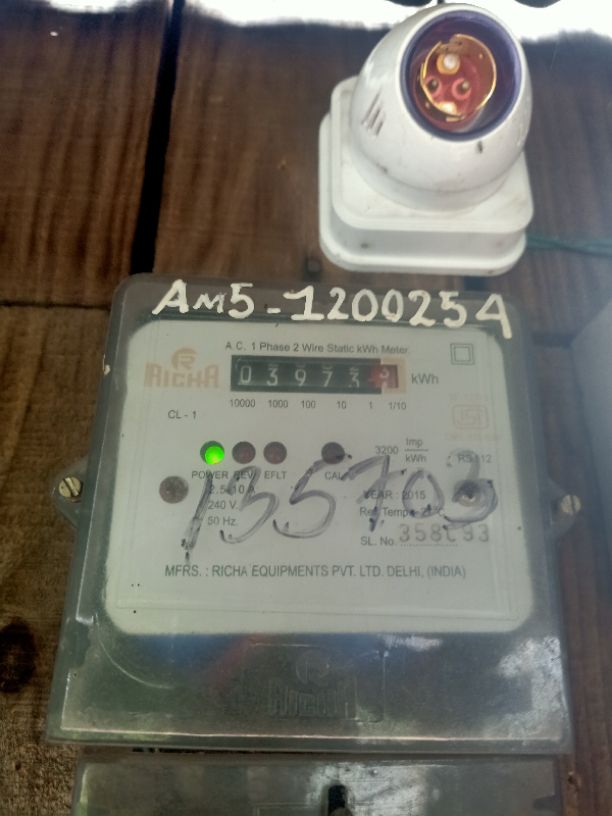 AM5-1200254
A.C. 1 Phase 2 Wire Static kWh Meter
RICHA
03973 kWh
10000 1000 100 10 1 1/10
CL-1
3200 Imp/kWh
POWER REV EFLT CAL
135703
240 V.
50 Hz.
YEAR : 2015
SL. No.
MFRS. : RICHA EQUIPMENTS PVT. LTD. DELHI, (INDIA)
RICHA